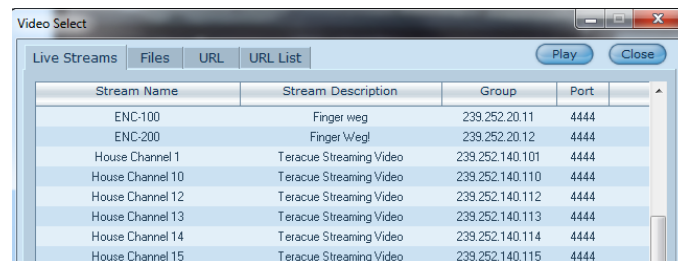 Video Select
Live Streams Files URL URL List Play Close
Stream Name Stream Description Group Port
ENC-100 Finger weg 239.252.20.11 4444
ENC-200 Finger Weg! 239.252.20.12 4444
House Channel 1 Teracue Streaming Video 239.252.140.101 4444
House Channel 10 Teracue Streaming Video 239.252.140.110 4444
House Channel 12 Teracue Streaming Video 239.252.140.112 4444
House Channel 13 Teracue Streaming Video 239.252.140.113 4444
House Channel 14 Teracue Streaming Video 239.252.140.114 4444
House Channel 15 Teracue Streaming Video 239.252.140.115 4444